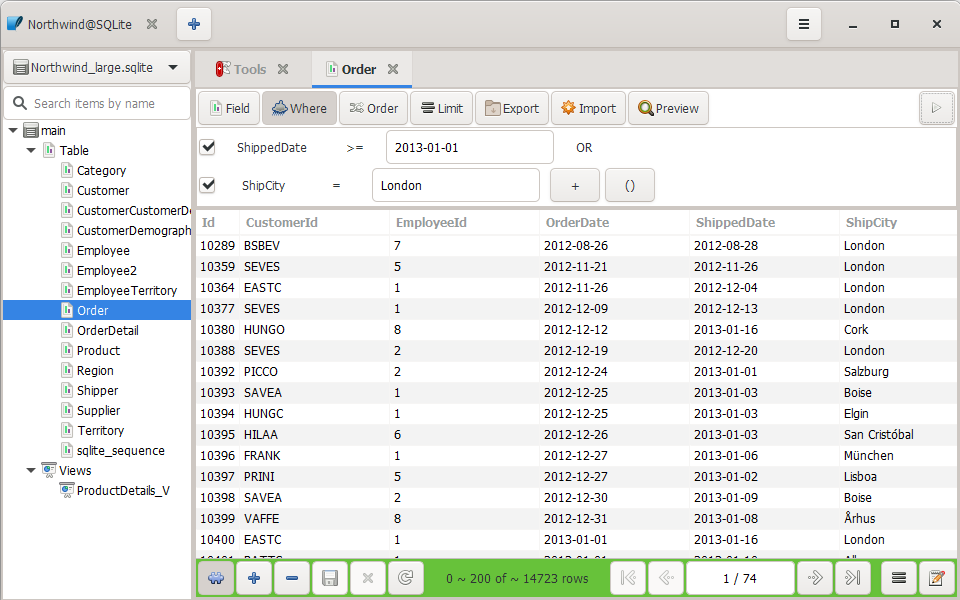 Northwind@SQLite
Northwind_large.sqlite
Tools
Order
Search items by name
Field
Where
Order
Limit
Export
Import
Preview
main
Table
Category
Customer
CustomerCustomerDe
CustomerDemograph
Employee
Employee2
EmployeeTerritory
Order
OrderDetail
Product
Region
Shipper
Supplier
Territory
sqlite_sequence
Views
ProductDetails_V
ShippedDate >= 2013-01-01 OR
ShipCity = London + ()
Id CustomerId EmployeeId OrderDate ShippedDate ShipCity
10289 BSBEV 7 2012-08-26 2012-08-28 London
10359 SEVES 5 2012-11-21 2012-11-26 London
10364 EASTC 1 2012-11-26 2012-12-04 London
10377 SEVES 1 2012-12-09 2012-12-13 London
10380 HUNGO 8 2012-12-12 2013-01-16 Cork
10388 SEVES 2 2012-12-19 2012-12-20 London
10392 PICCO 2 2012-12-24 2013-01-01 Salzburg
10393 SAVEA 1 2012-12-25 2013-01-03 Boise
10394 HUNGC 1 2012-12-25 2013-01-03 Elgin
10395 HILAA 6 2012-12-26 2013-01-03 San Cristóbal
10396 FRANK 1 2012-12-27 2013-01-06 München
10397 PRINI 5 2012-12-27 2013-01-02 Lisboa
10398 SAVEA 2 2012-12-30 2013-01-09 Boise
10399 VAFFE 8 2012-12-31 2013-01-08 Århus
10400 EASTC 1 2013-01-01 2013-01-16 London
0 ~ 200 of ~ 14723 rows
1 / 74